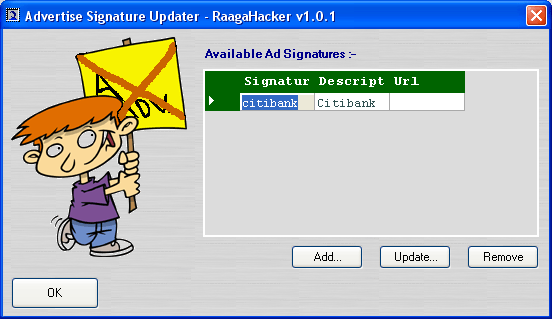 Advertise Signature Updater - RaagaHacker v1.0.1
Available Ad Signatures :-
Signatur Descript Url
citibank Citibank
ADV
Add... Update... Remove
OK